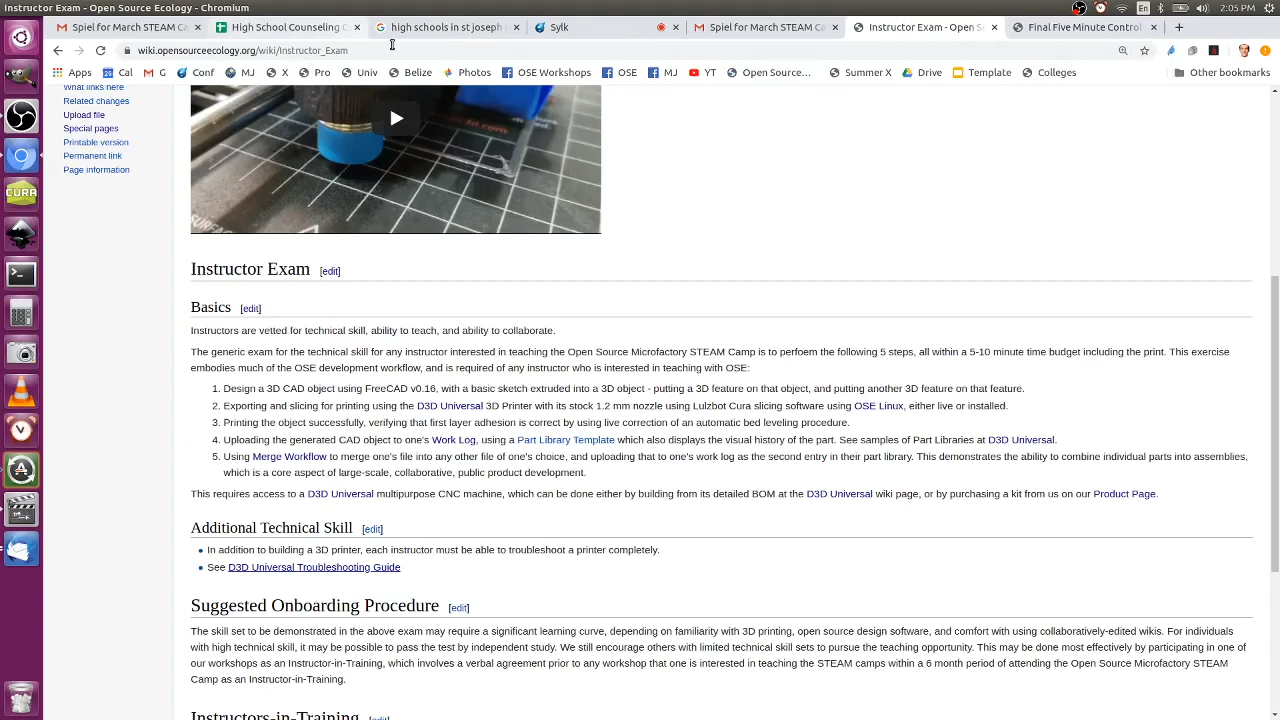 Instructor Exam - Open Source Ecology - Chromium
En
2:05 PM
Spiel for March STEAM Ca
High School Counseling C
high schools in st joseph
Sylk
Spiel for March STEAM Ca
Instructor Exam - Open So
Final Five Minute Control
wiki.opensourceecology.org/wiki/Instructor_Exam
Apps
Cal
G
Conf
MJ
X
Pro
Univ
Belize
Photos
OSE Workshops
OSE
MJ
YT
Open Source...
Summer X
Drive
Template
Colleges
Other bookmarks
What links here
Related changes
Upload file
Special pages
Printable version
Permanent link
Page information
CURA
Instructor Exam [edit]
Basics [edit]
Instructors are vetted for technical skill, ability to teach, and ability to collaborate.
The generic exam for the technical skill for any instructor interested in teaching the Open Source Microfactory STEAM Camp is to perfoem the following 5 steps, all within a 5-10 minute time budget including the print. This exercise
embodies much of the OSE development workflow, and is required of any instructor who is interested in teaching with OSE:
1. Design a 3D CAD object using FreeCAD v0.16, with a basic sketch extruded into a 3D object - putting a 3D feature on that object, and putting another 3D feature on that feature.
2. Exporting and slicing for printing using the D3D Universal 3D Printer with its stock 1.2 mm nozzle using Lulzbot Cura slicing software using OSE Linux, either live or installed.
3. Printing the object successfully, verifying that first layer adhesion is correct by using live correction of an automatic bed leveling procedure.
4. Uploading the generated CAD object to one's Work Log, using a Part Library Template which also displays the visual history of the part. See samples of Part Libraries at D3D Universal.
5. Using Merge Workflow to merge one's file into any other file of one's choice, and uploading that to one's work log as the second entry in their part library. This demonstrates the ability to combine individual parts into assemblies,
which is a core aspect of large-scale, collaborative, public product development.
This requires access to a D3D Universal multipurpose CNC machine, which can be done either by building from its detailed BOM at the D3D Universal wiki page, or by purchasing a kit from us on our Product Page.
Additional Technical Skill [edit]
In addition to building a 3D printer, each instructor must be able to troubleshoot a printer completely.
See D3D Universal Troubleshooting Guide
Suggested Onboarding Procedure [edit]
The skill set to be demonstrated in the above exam may require a significant learning curve, depending on familiarity with 3D printing, open source design software, and comfort with using collaboratively-edited wikis. For individuals
with high technical skill, it may be possible to pass the test by independent study. We still encourage others with limited technical skill sets to pursue the teaching opportunity. This may be done most effectively by participating in one of
our workshops as an Instructor-in-Training, which involves a verbal agreement prior to any workshop that one is interested in teaching the STEAM camps within a 6 month period of attending the Open Source Microfactory STEAM
Camp as an Instructor-in-Training.
Instructors-in-Training [edit]